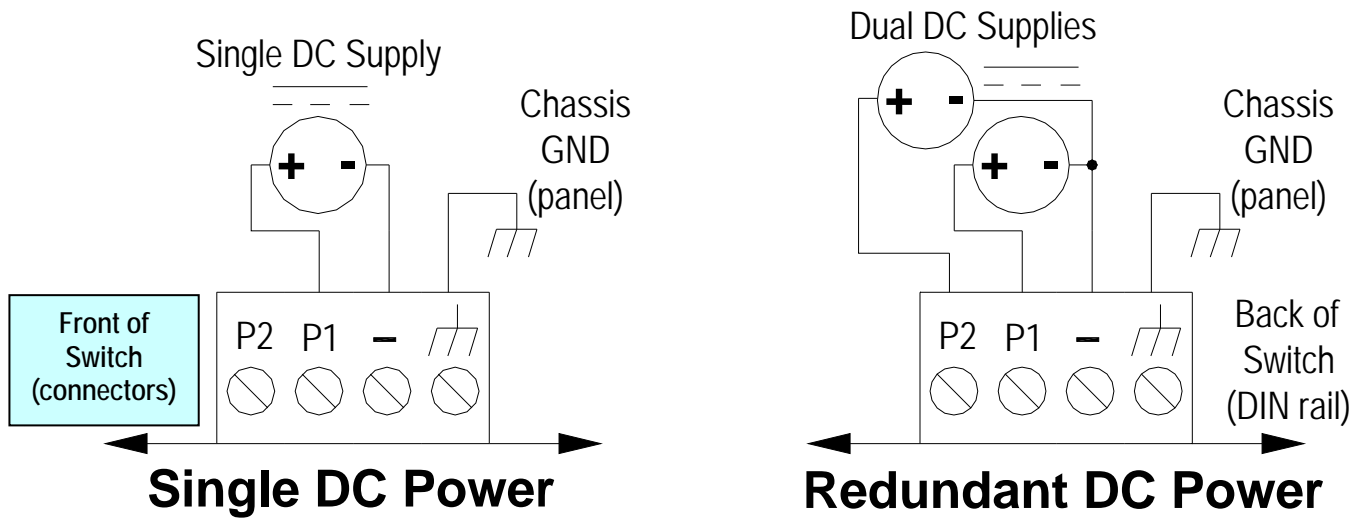 Single DC Supply
+ -
Chassis
GND
(panel)
Front of
Switch
(connectors)
P2 P1 –
Single DC Power
Dual DC Supplies
+ -
+ -
Chassis
GND
(panel)
P2 P1 –
Back of
Switch
(DIN rail)
Redundant DC Power